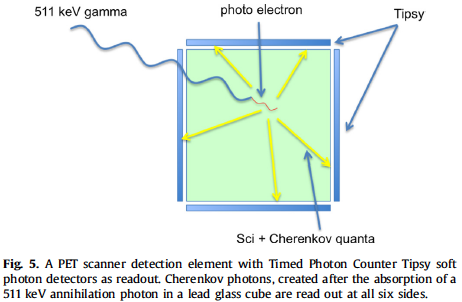 511 keV gamma
photo electron
Tipsy
Sci + Cherenkov quanta
Fig. 5. A PET scanner detection element with Timed Photon Counter Tipsy soft
photon detectors as readout. Cherenkov photons, created after the absorption of a
511 keV annihilation photon in a lead glass cube are read out at all six sides.